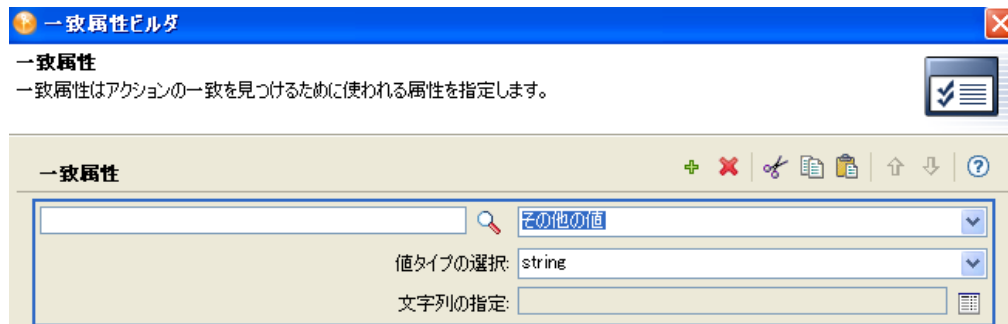 一致属性ビルダ
一致属性
一致属性はアクションの一致を見つけるために使われる属性を指定します。
一致属性
その他の値
値タイプの選択: string
文字列の指定: